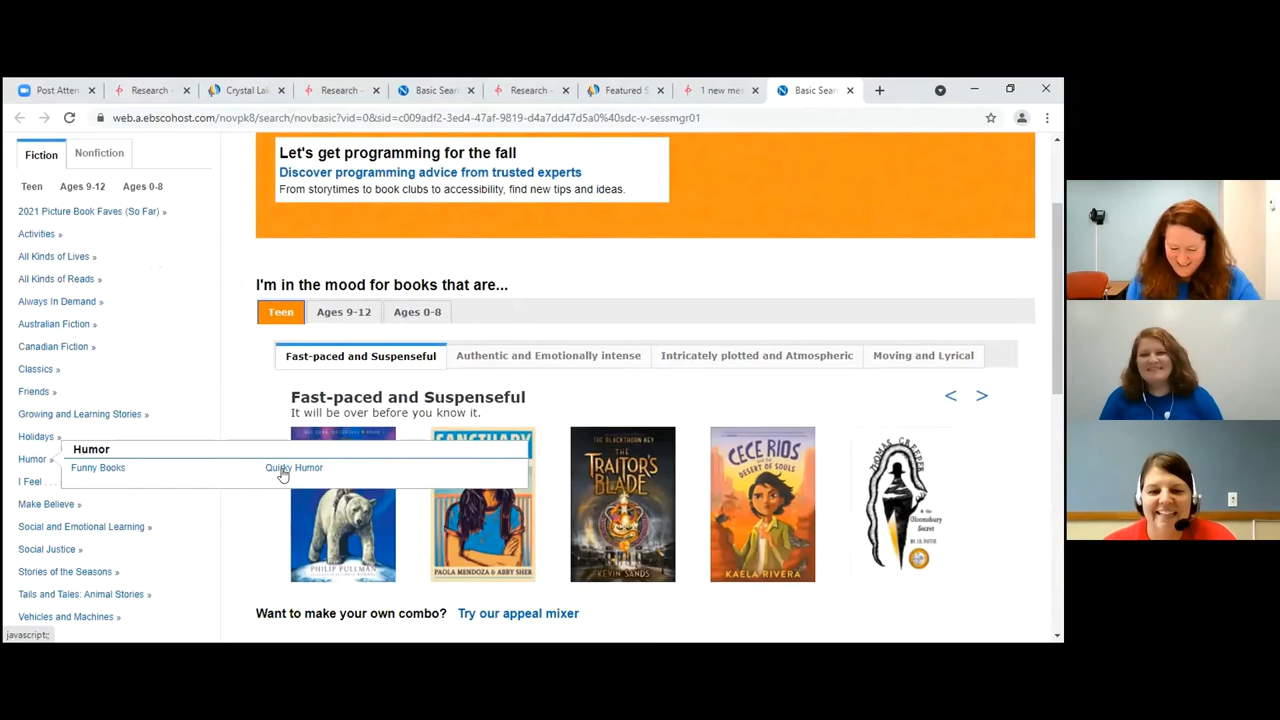 Post Atten
Research -
Crystal Lak
Research -
Basic Sear
Research -
Featured S
1 new mes
Basic Sear
web.a.ebscohost.com/novpk8/search/novbasic?vid=0&sid=c009adf2-3ed4-47af-9819-d4a7dd47d5a0%40sdc-v-sessmgr01
Fiction
Nonfiction
Teen
Ages 9-12
Ages 0-8
2021 Picture Book Faves (So Far) »
Activities »
All Kinds of Lives »
All Kinds of Reads »
Always In Demand »
Australian Fiction »
Canadian Fiction »
Classics »
Friends »
Growing and Learning Stories »
Holidays »
Humor »
I Feel . . .
Make Believe »
Social and Emotional Learning »
Social Justice »
Stories of the Seasons »
Tails and Tales: Animal Stories »
Vehicles and Machines »
javascript:;
Humor
Funny Books
Quirky Humor
Let's get programming for the fall
Discover programming advice from trusted experts
From storytimes to book clubs to accessibility, find new tips and ideas.
I'm in the mood for books that are...
Teen
Ages 9-12
Ages 0-8
Fast-paced and Suspenseful
Authentic and Emotionally intense
Intricately plotted and Atmospheric
Moving and Lyrical
Fast-paced and Suspenseful
It will be over before you know it.
< >
PHILIP PULLMAN
SANCTUARY
PAOLA MENDOZA & ABBY SHER
THE BLACKTHORN KEY
THE
TRAITOR'S
BLADE
KEVIN SANDS
CECE RIOS
AND THE
DESERT OF SOULS
KAELA RIVERA
THOMAS CREEPER
& the
Gloomsbury
Secret
Want to make your own combo?
Try our appeal mixer